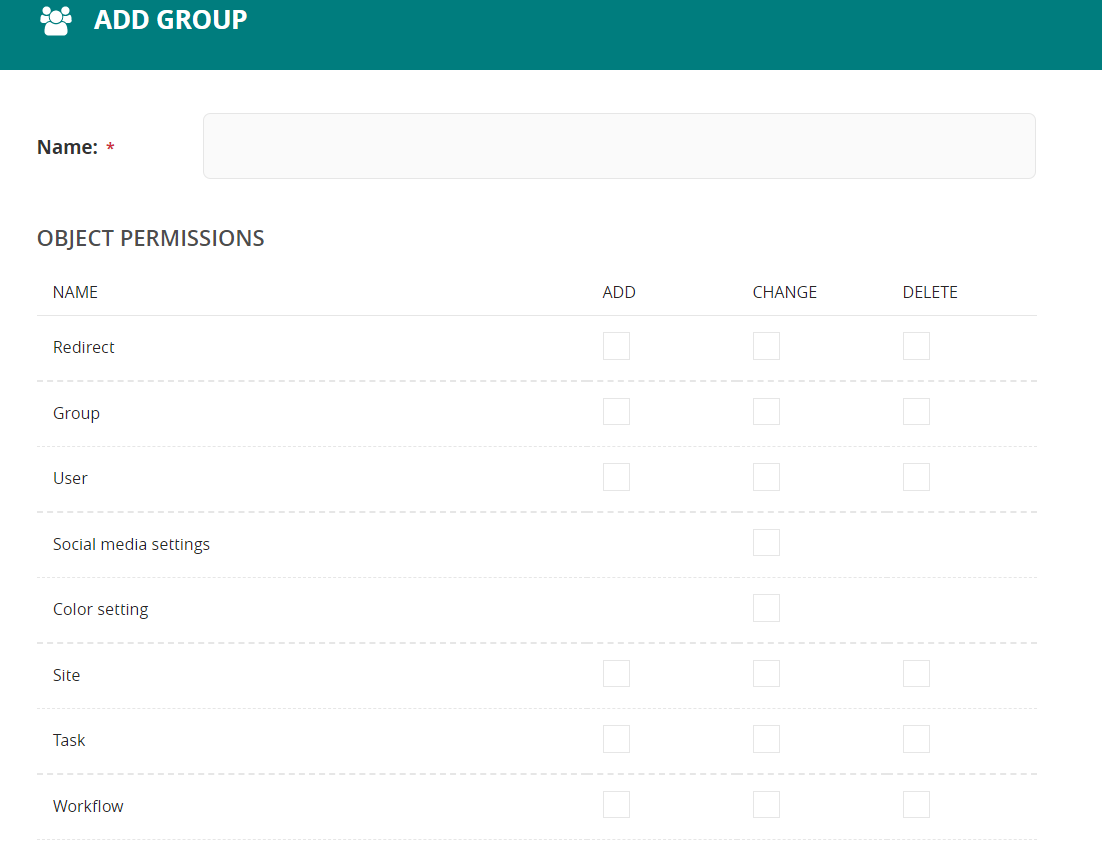 ADD GROUP
Name: *
OBJECT PERMISSIONS
NAME ADD CHANGE DELETE
Redirect
Group
User
Social media settings
Color setting
Site
Task
Workflow